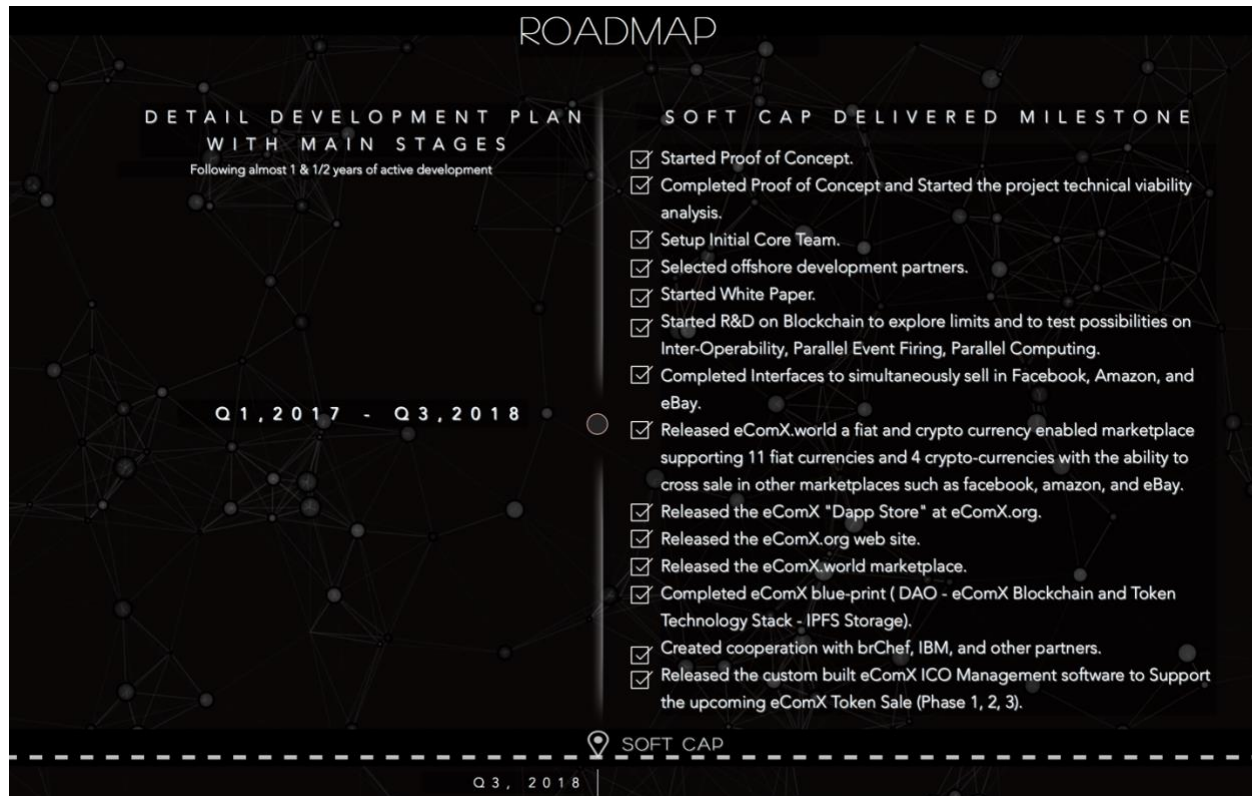 ROADMAP
DETAIL DEVELOPMENT PLAN
WITH MAIN STAGES
Following almost 1 & 1/2 years of active development
Q1,2017 - Q3,2018
SOFT CAP DELIVERED MILESTONE
Started Proof of Concept.
Completed Proof of Concept and Started the project technical viability
analysis.
Setup Initial Core Team.
Selected offshore development partners.
Started White Paper.
Started R&D on Blockchain to explore limits and to test possibilities on
Inter-Operability, Parallel Event Firing, Parallel Computing.
Completed Interfaces to simultaneously sell in Facebook, Amazon, and
eBay.
Released eComX.world a fiat and crypto currency enabled marketplace
supporting 11 fiat currencies and 4 crypto-currencies with the ability to
cross sale in other marketplaces such as facebook, amazon, and eBay.
Released the eComX "Dapp Store" at eComX.org.
Released the eComX.org web site.
Released the eComX.world marketplace.
Completed eComX blue-print ( DAO - eComX Blockchain and Token
Technology Stack - IPFS Storage).
Created cooperation with brChef, IBM, and other partners.
Released the custom built eComX ICO Management software to Support
the upcoming eComX Token Sale (Phase 1, 2, 3).
SOFT CAP
Q3, 2018